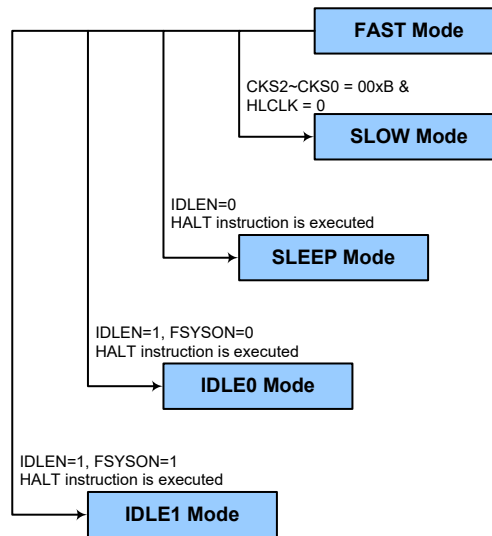 FAST Mode
CKS2~CKS0 = 00xB &
HLCLK = 0
SLOW Mode
IDLEN=0
HALT instruction is executed
SLEEP Mode
IDLEN=1, FSYSON=0
HALT instruction is executed
IDLE0 Mode
IDLEN=1, FSYSON=1
HALT instruction is executed
IDLE1 Mode